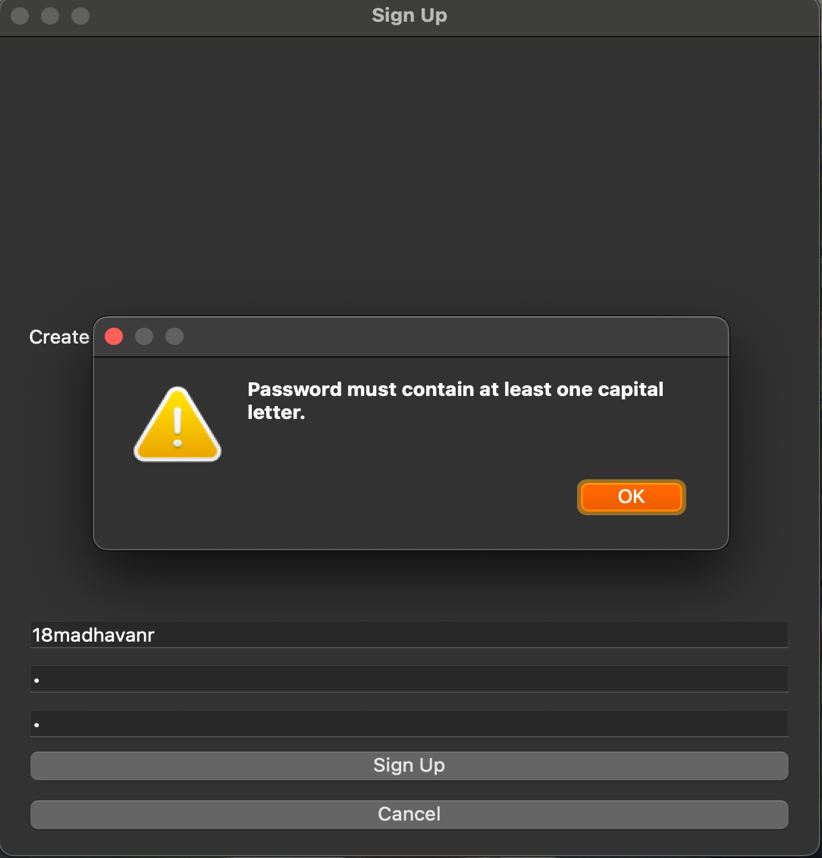 Sign Up
Create
Password must contain at least one capital
letter.
OK
18madhavanr
•
•
Sign Up
Cancel